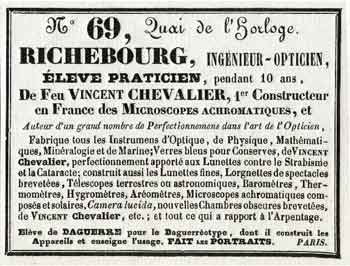 N° 69, Quai de l'Horloge.
RICHEBOURG, INGÉNIEUR-OPTICIEN,
ÉLEVE PRATICIEN, pendant 10 ans,
De Feu VINCENT CHEVALIER, 1er Constructeur
en France des MICROSCOPES ACHROMATIQUES, et
Auteur d'un grand nombre de Perfectionnemens dans l'art de l'Opticien,
Fabrique tous les Instrumens d'Optique, de Physique, Mathémati-
ques, Minéralogie et de Marine; Verres bleus pour Conserves, de VINCENT
Chevalier, perfectionnement apporté aux Lunettes contre le Strabisme
et la Cataracte; construit aussi les Lunettes fines, Lorgnettes de spectacles
brevetées, Télescopes terrestres ou astronomiques, Baromètres, Ther-
momètres, Hygromètres, Aréomètres, Microscopes achromatiques com-
posés et solaires, Camera lucida, nouvelles Chambres obscures brevetées,
de VINCENT Chevalier, etc.; et tout ce qui a rapport à l'Arpentage.
Elève de DAGUERRE pour le Daguerréotype, dont il construit les
Appareils et enseigne l'usage. FAIT LES PORTRAITS. PARIS.